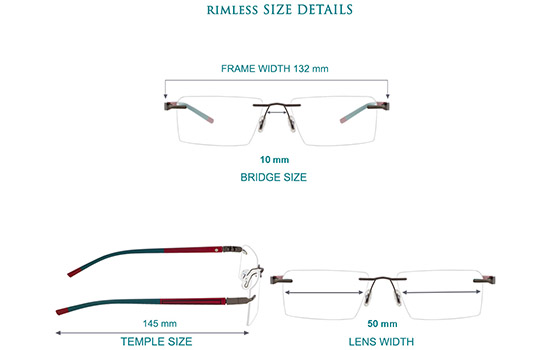 RIMLESS SIZE DETAILS
FRAME WIDTH 132 mm
10 mm
BRIDGE SIZE
145 mm
TEMPLE SIZE
50 mm
LENS WIDTH